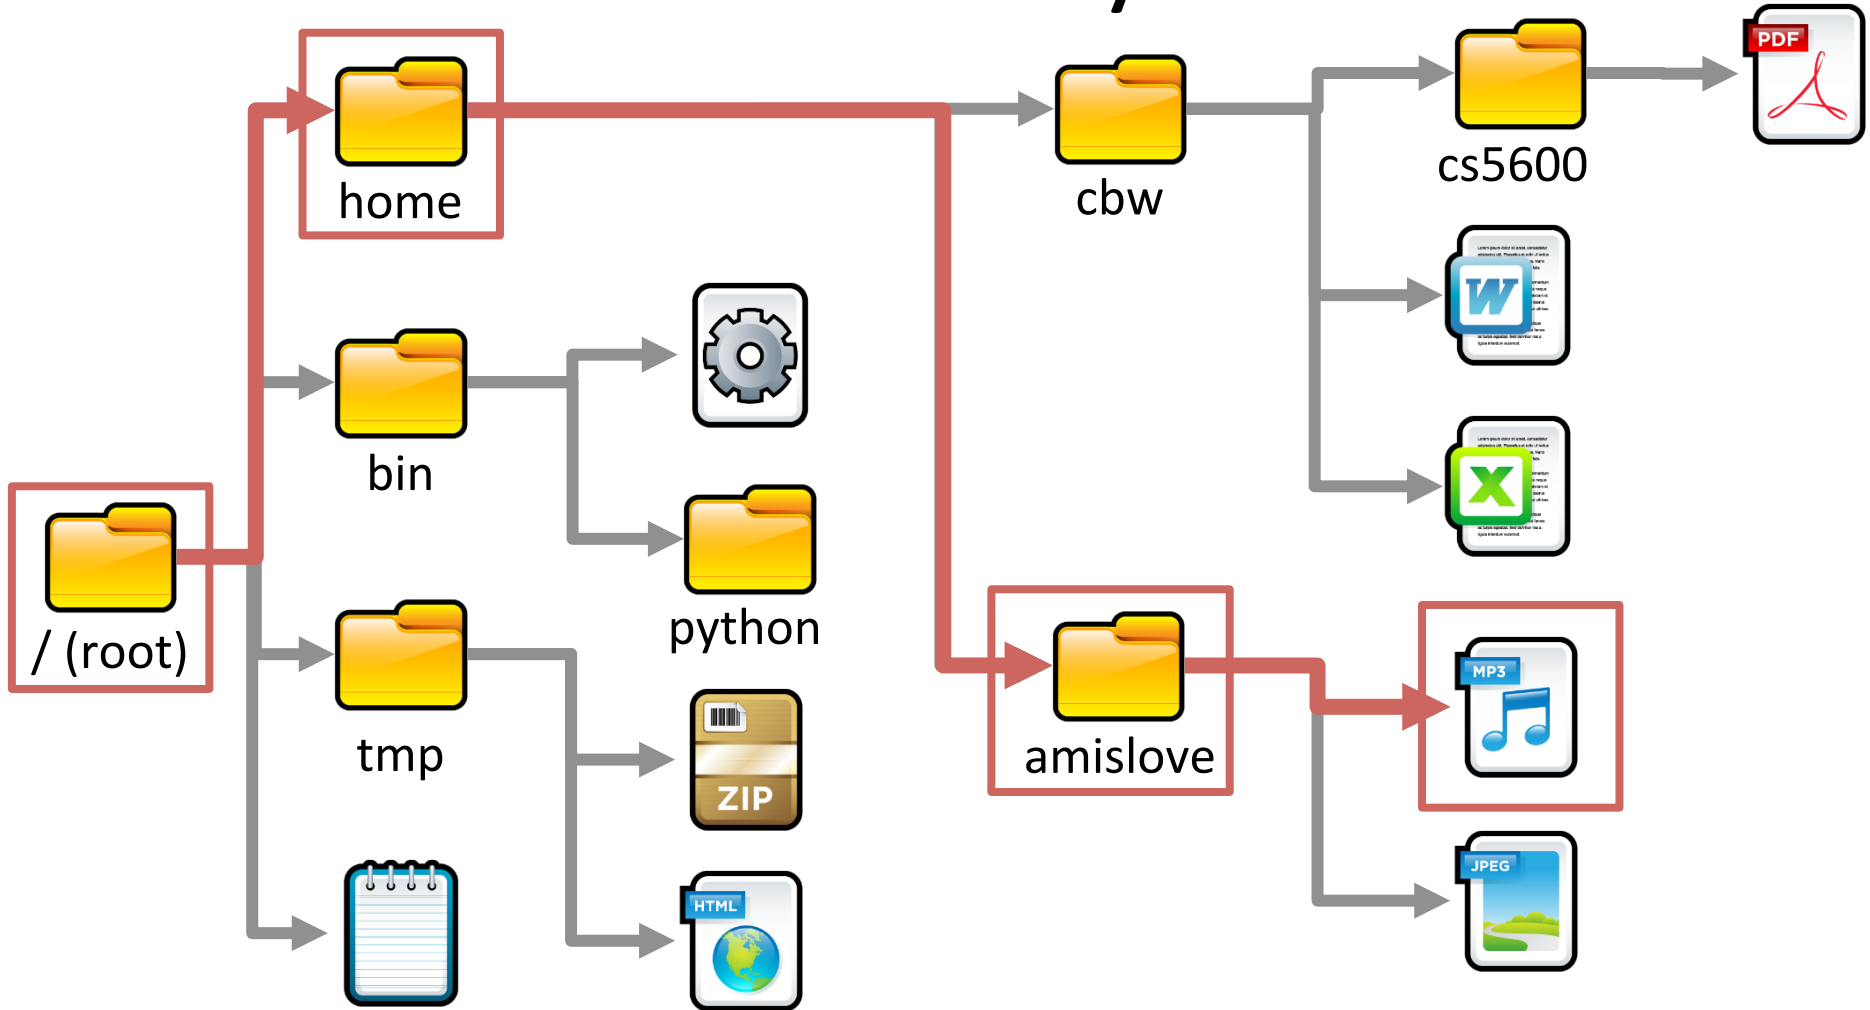 home
cbw
cs5600
PDF
W
bin
python
X
/ (root)
tmp
ZIP
amislove
MP3
HTML
JPEG